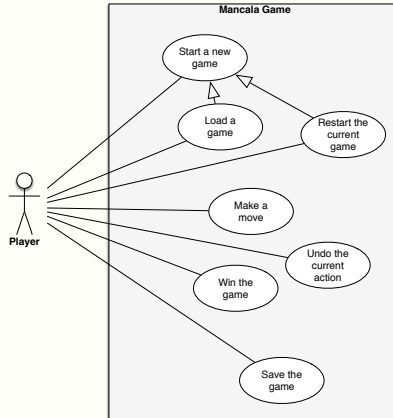 Mancala Game
Start a new
game
Load a
game
Restart the
current
game
Player
Make a
move
Undo the
current
action
Win the
game
Save the
game